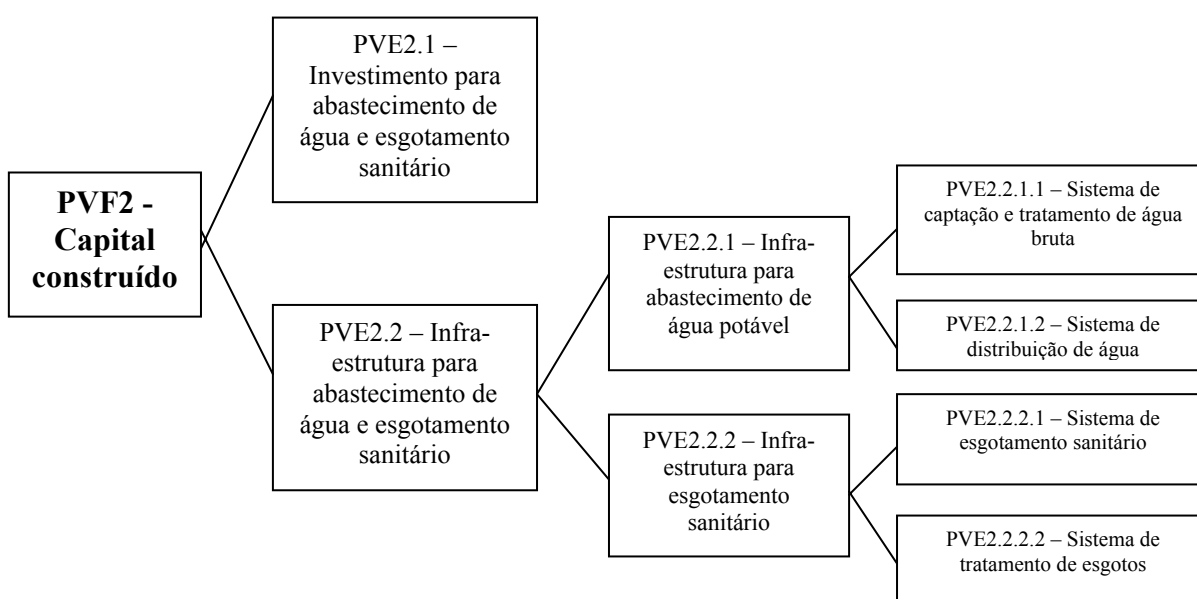 PVF2 -
Capital
construído
PVE2.1 –
Investimento para
abastecimento de
água e esgotamento
sanitário
PVE2.2 – Infra-
estrutura para
abastecimento de
água e esgotamento
sanitário
PVE2.2.1 – Infra-
estrutura para
abastecimento de
água potável
PVE2.2.2 – Infra-
estrutura para
esgotamento
sanitário
PVE2.2.1.1 – Sistema de
captação e tratamento de água
bruta
PVE2.2.1.2 – Sistema de
distribuição de água
PVE2.2.2.1 – Sistema de
esgotamento sanitário
PVE2.2.2.2 – Sistema de
tratamento de esgotos